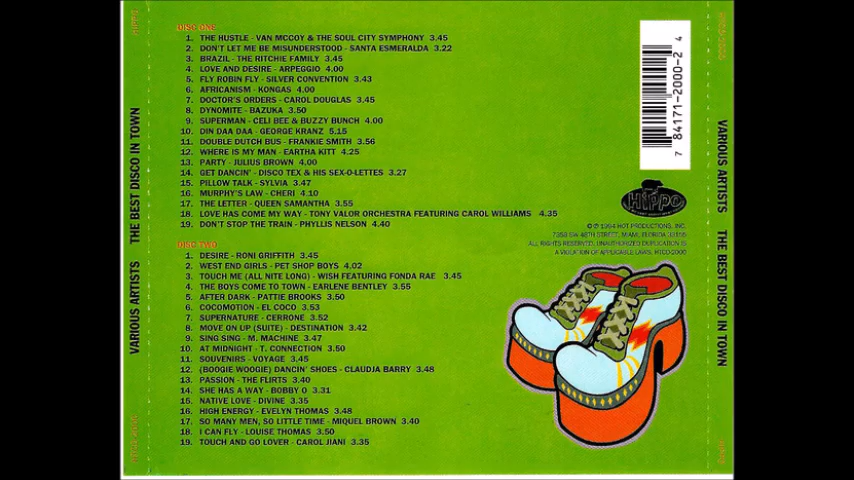 DISC ONE
1. THE HUSTLE - VAN MCCOY & THE SOUL CITY SYMPHONY 3.45
2. DON'T LET ME BE MISUNDERSTOOD - SANTA ESMERALDA 3.22
3. BRAZIL - THE RITCHIE FAMILY 3.45
4. LOVE AND DESIRE - ARPEGGIO 4.00
5. FLY ROBIN FLY - SILVER CONVENTION 3.43
6. AFRICANISM - KONGAS 4.00
7. DOCTOR'S ORDERS - CAROL DOUGLAS 3.45
8. DYNOMITE - BAZUKA 3.50
9. SUPERMAN - CELI BEE & BUZZY BUNCH 4.00
10. DIN DAA DAA - GEORGE KRANZ 5.15
11. DOUBLE DUTCH BUS - FRANKIE SMITH 3.56
12. WHERE IS MY MAN - EARTHA KITT 4.25
13. PARTY - JULIUS BROWN 4.00
14. GET DANCIN' - DISCO TEX & HIS SEX-O-LETTES 3.27
15. PILLOW TALK - SYLVIA 3.47
16. MURPHY'S LAW - CHERI 4.10
17. THE LETTER - QUEEN SAMANTHA 3.55
18. LOVE HAS COME MY WAY - TONY VALOR ORCHESTRA FEATURING CAROL WILLIAMS 4.35
19. DON'T STOP THE TRAIN - PHYLLIS NELSON 4.40
DISC TWO
1. DESIRE - RONI GRIFFITH 3.45
2. WEST END GIRLS - PET SHOP BOYS 4.02
3. TOUCH ME (ALL NITE LONG) - WISH FEATURING FONDA RAE 3.45
4. THE BOYS COME TO TOWN - EARLENE BENTLEY 3.55
5. AFTER DARK - PATTIE BROOKS 3.50
6. COCOMOTION - EL COCO 3.53
7. SUPERNATURE - CERRONE 3.52
8. MOVE ON UP (SUITE) - DESTINATION 3.42
9. SING SING - M. MACHINE 3.47
10. AT MIDNIGHT - T. CONNECTION 3.50
11. SOUVENIRS - VOYAGE 3.45
12. (BOOGIE WOOGIE) DANCIN' SHOES - CLAUDJA BARRY 3.48
13. PASSION - THE FLIRTS 3.40
14. SHE HAS A WAY - BOBBY O 3.31
15. NATIVE LOVE - DIVINE 3.35
16. HIGH ENERGY - EVELYN THOMAS 3.48
17. SO MANY MEN, SO LITTLE TIME - MIQUEL BROWN 3.40
18. I CAN FLY - LOUISE THOMAS 3.50
19. TOUCH AND GO LOVER - CAROL JIANI 3.35
7 84171-2000-2 4
HIPPO
© 1994 HOT PRODUCTIONS, INC.
7350 SW 48TH STREET, MIAMI, FLORIDA 33155
ALL RIGHTS RESERVED. UNAUTHORIZED DUPLICATION IS
A VIOLATION OF APPLICABLE LAWS.
VARIOUS ARTISTS THE BEST DISCO IN TOWN
VARIOUS ARTISTS THE BEST DISCO IN TOWN